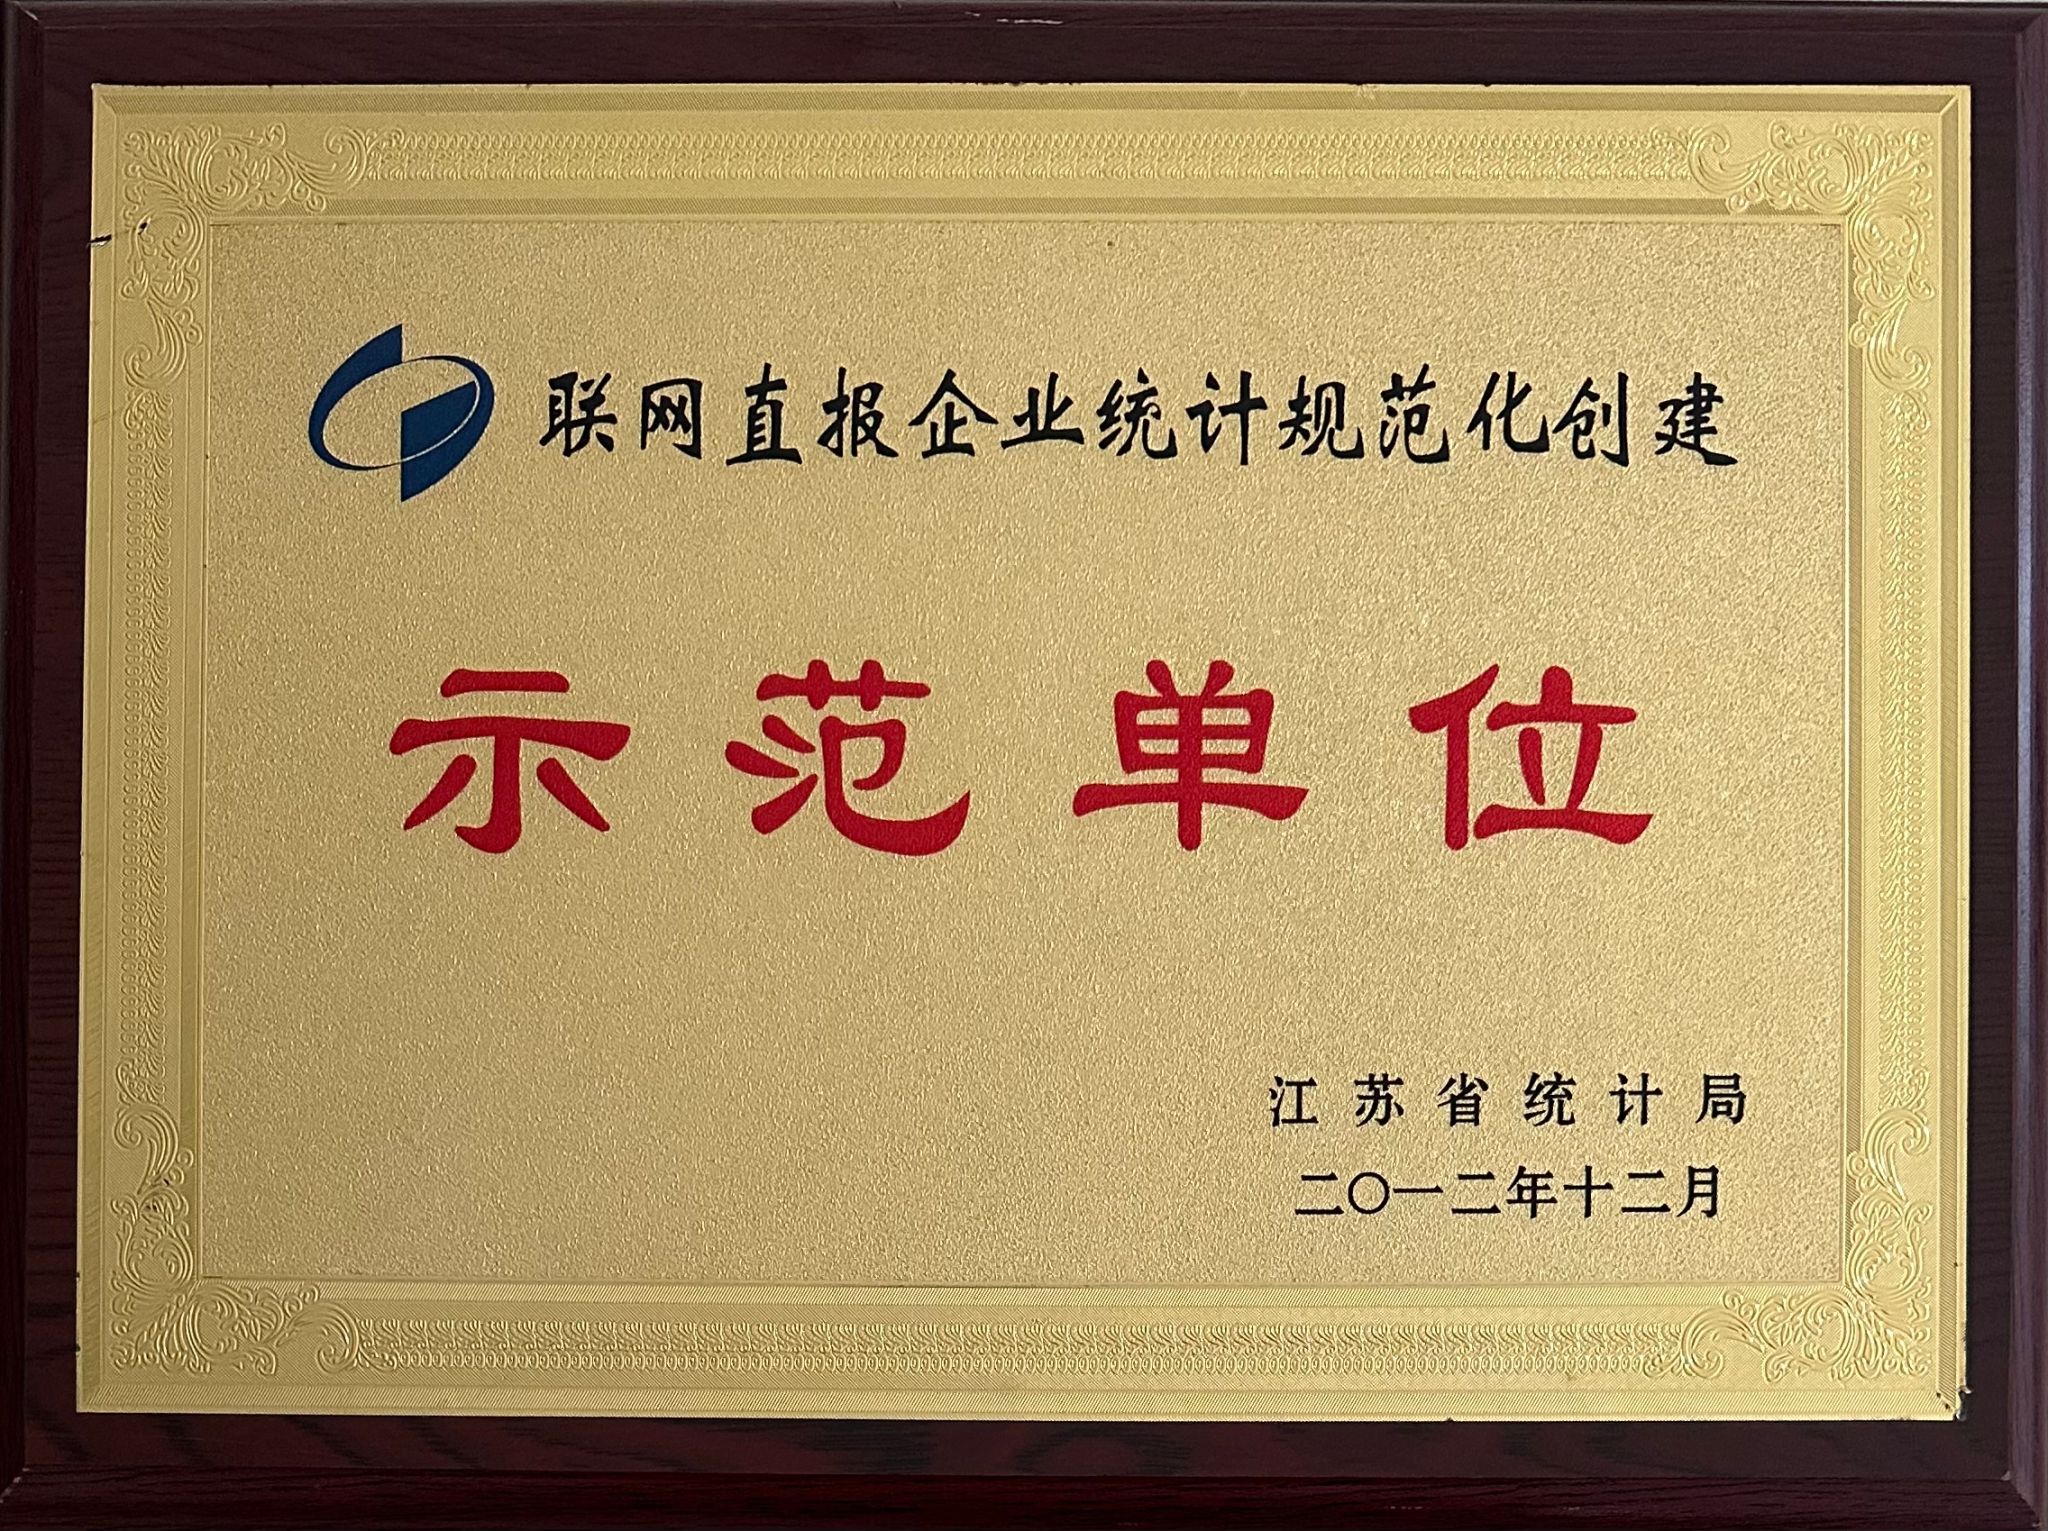 联网直报企业统计规范化创建
示范单位
江苏省统计局
二〇一二年十二月